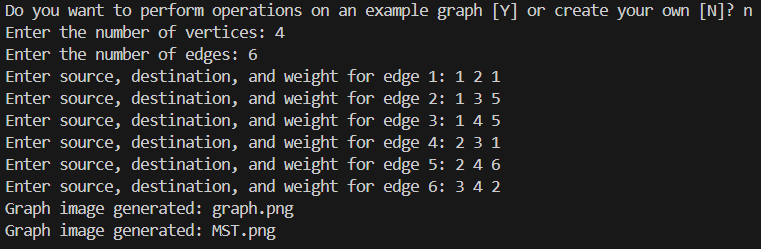 Do you want to perform operations on an example graph [Y] or create your own [N]? n
Enter the number of vertices: 4
Enter the number of edges: 6
Enter source, destination, and weight for edge 1: 1 2 1
Enter source, destination, and weight for edge 2: 1 3 5
Enter source, destination, and weight for edge 3: 1 4 5
Enter source, destination, and weight for edge 4: 2 3 1
Enter source, destination, and weight for edge 5: 2 4 6
Enter source, destination, and weight for edge 6: 3 4 2
Graph image generated: graph.png
Graph image generated: MST.png